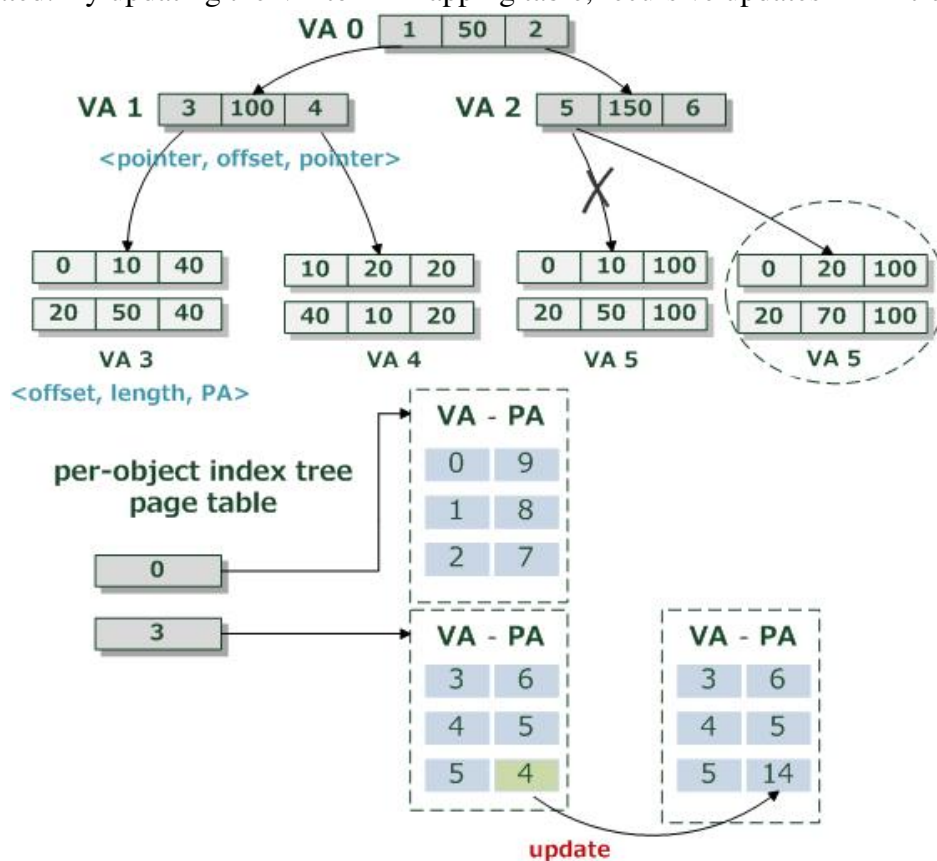 VA 0 1 50 2
VA 1 3 100 4 VA 2 5 150 6
<pointer, offset, pointer>
0 10 40 10 20 20 0 10 100 0 20 100
20 50 40 40 10 20 20 50 100 20 70 100
VA 3 VA 4 VA 5 VA 5
<offset, length, PA>
per-object index tree
page table
0
3
VA - PA
0 9
1 8
2 7
VA - PA VA - PA
3 6 3 6
4 5 4 5
5 4 5 14
update